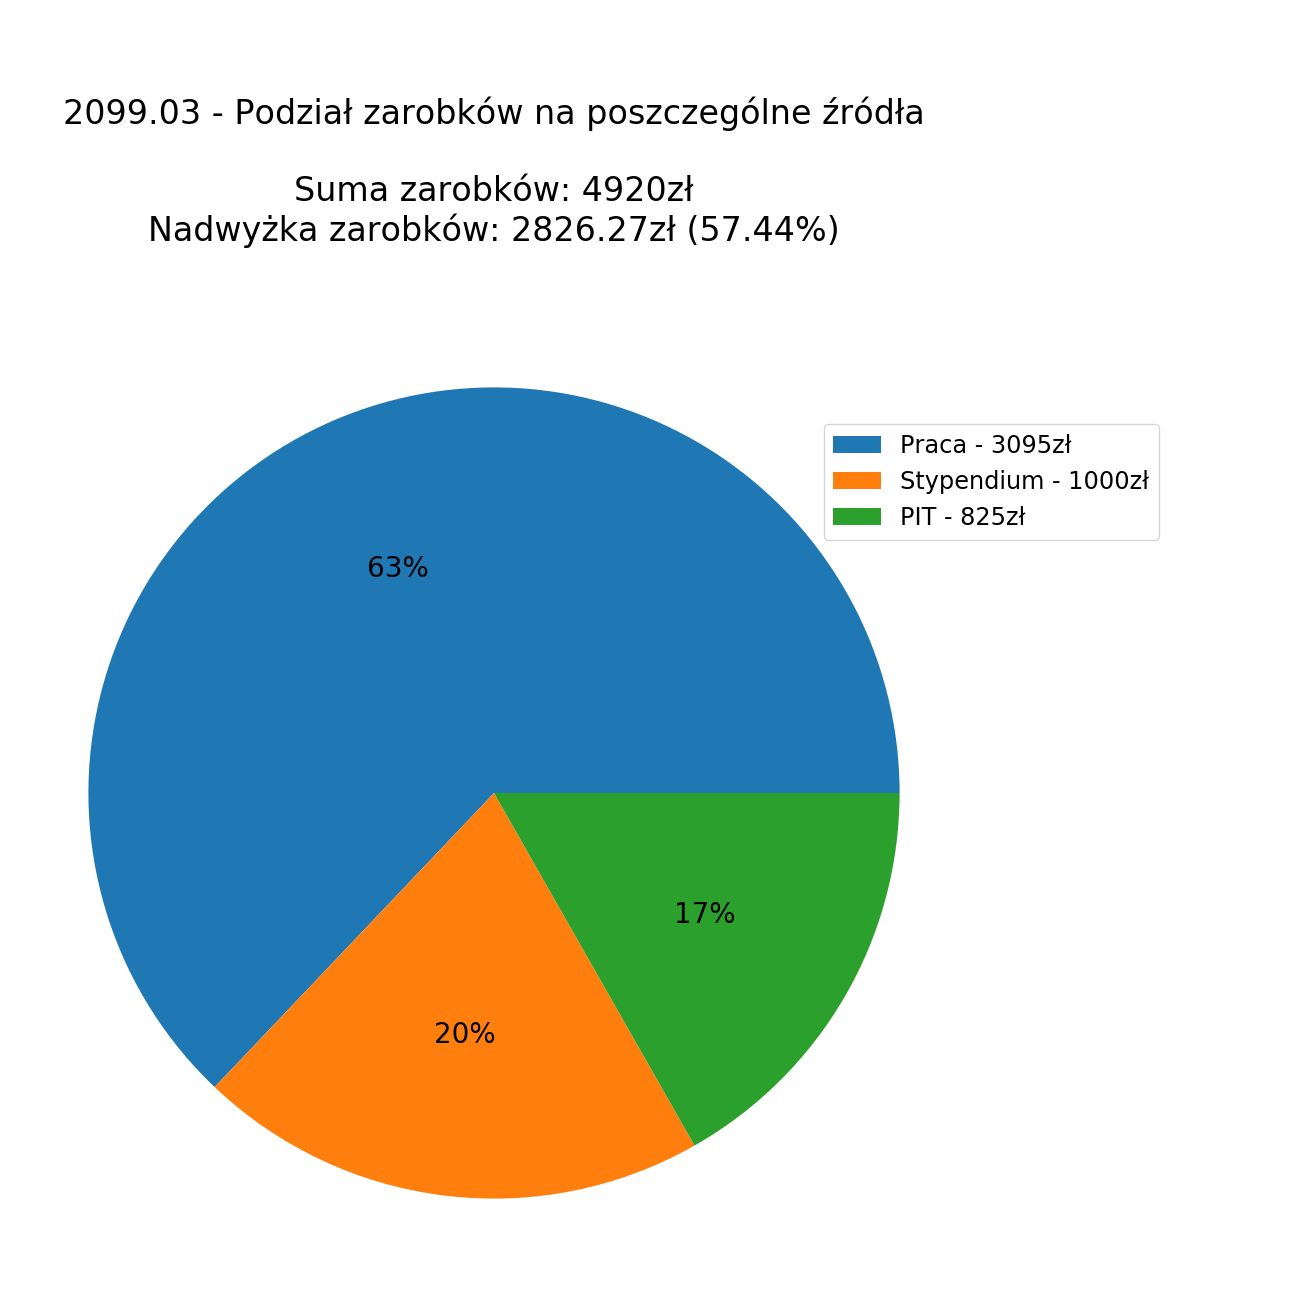 2099.03 - Podział zarobków na poszczególne źródła
Suma zarobków: 4920zł
Nadwyżka zarobków: 2826.27zł (57.44%)
Praca - 3095zł
Stypendium - 1000zł
PIT - 825zł
63%
17%
20%